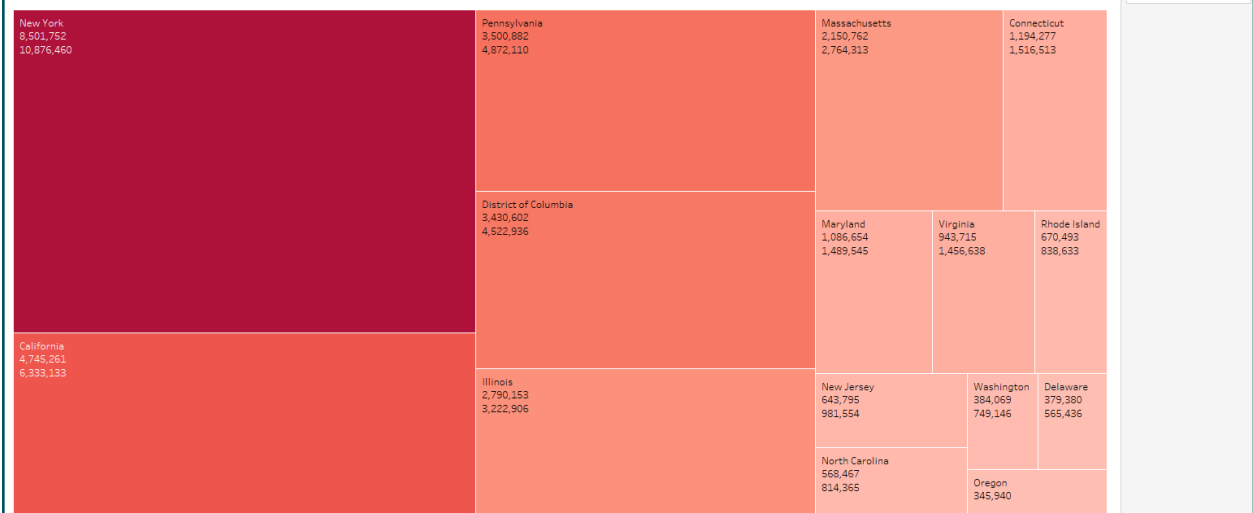 New York
8,501,752
10,876,460
California
4,745,261
6,333,133
Pennsylvania
3,500,882
4,872,110
District of Columbia
3,430,602
4,522,936
Illinois
2,790,153
3,222,906
Massachusetts
2,150,762
2,764,313
Connecticut
1,194,277
1,516,513
Maryland
1,086,654
1,489,545
Virginia
943,715
1,456,638
Rhode Island
670,493
838,633
New Jersey
643,795
981,554
North Carolina
568,467
814,365
Washington
384,069
749,146
Delaware
379,380
565,436
Oregon
345,940